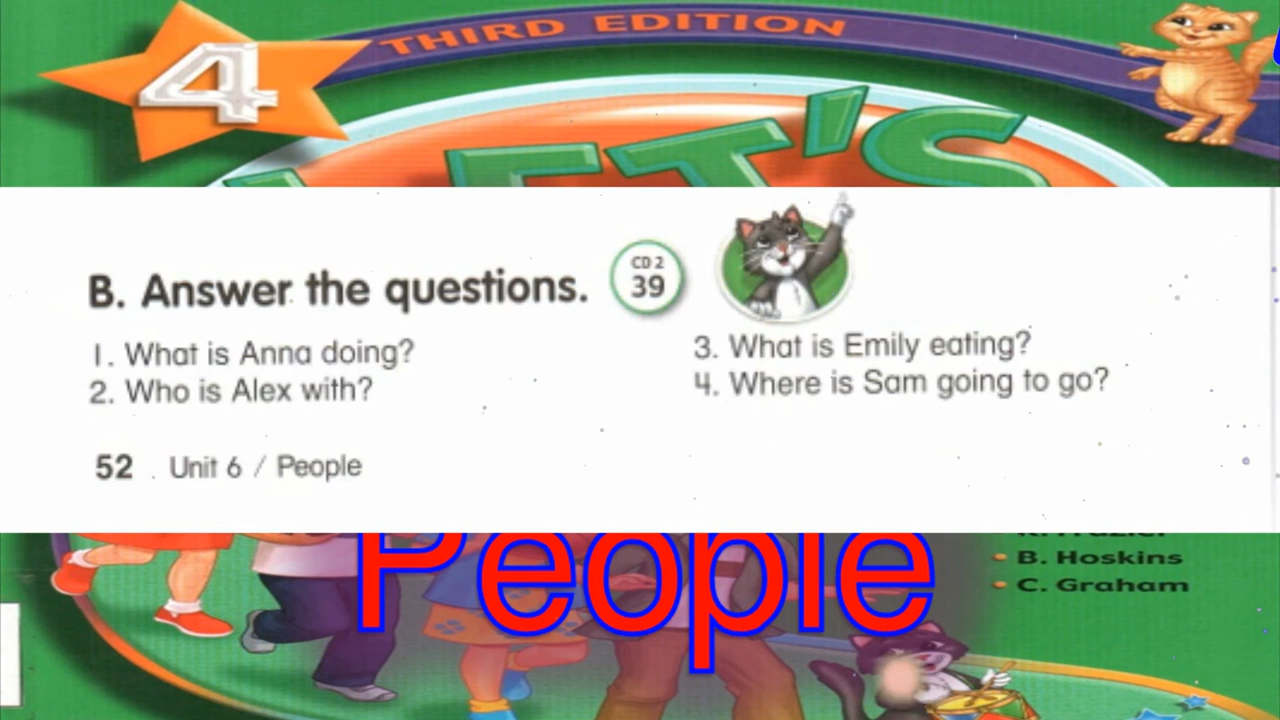 4
THIRD EDITION
LET'S
B. Answer the questions.
CD 2
39
1. What is Anna doing?
2. Who is Alex with?
3. What is Emily eating?
4. Where is Sam going to go?
52 . Unit 6 / People
People
R. Frazier
B. Hoskins
C. Graham